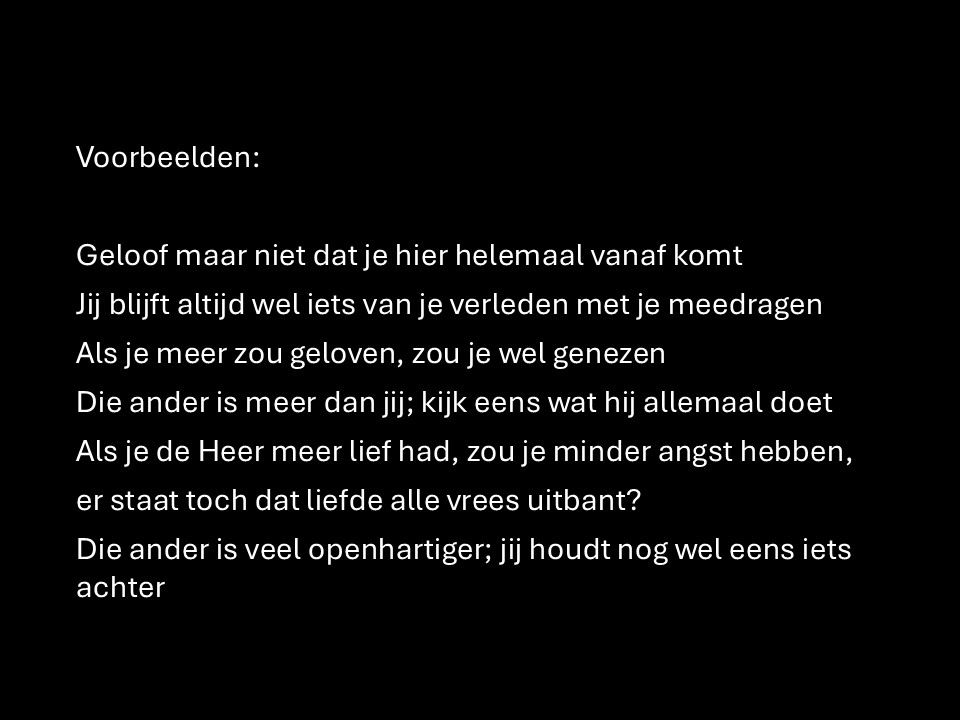 Voorbeelden:
Geloof maar niet dat je hier helemaal vanaf komt
Jij blijft altijd wel iets van je verleden met je meedragen
Als je meer zou geloven, zou je wel genezen
Die ander is meer dan jij; kijk eens wat hij allemaal doet
Als je de Heer meer lief had, zou je minder angst hebben,
er staat toch dat liefde alle vrees uitbant?
Die ander is veel openhartiger; jij houdt nog wel eens iets
achter